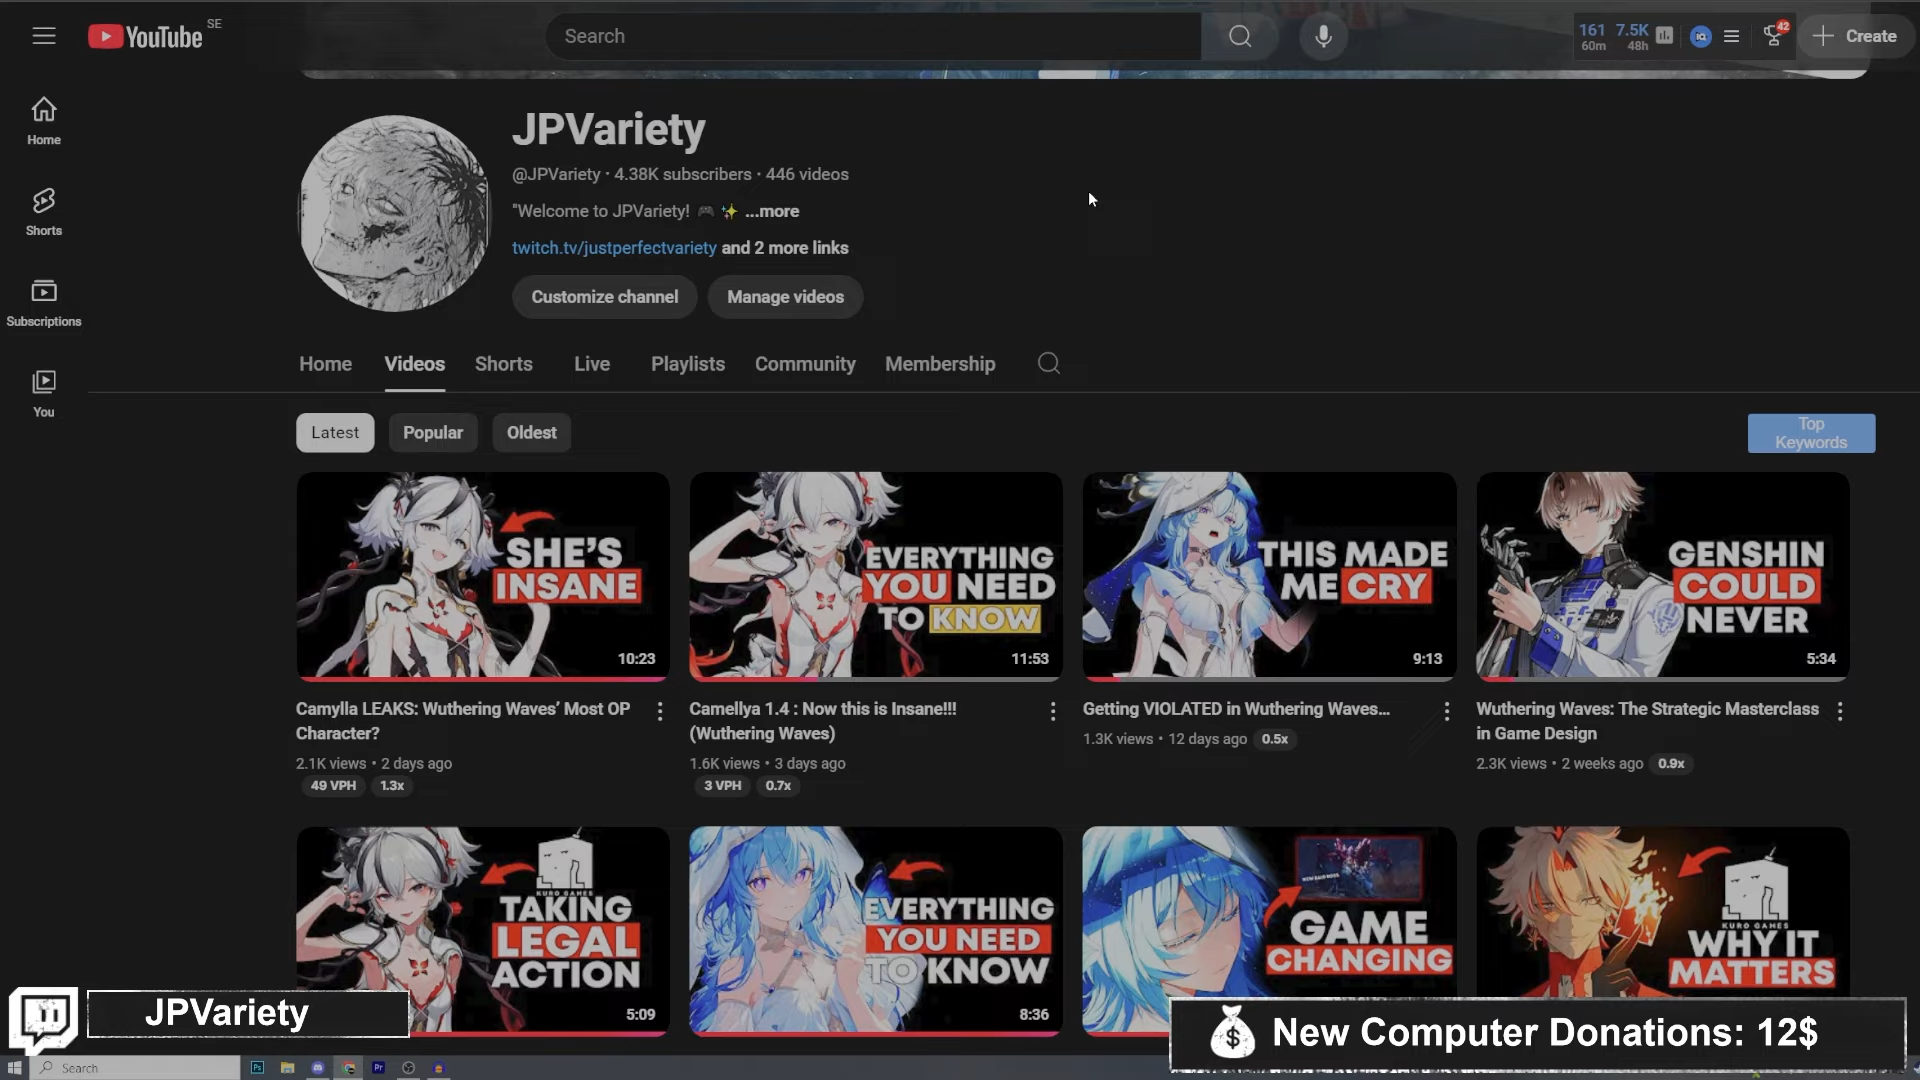 YouTube SE
Search
161 7.5K
60m 48h
42
Create
Home
Shorts
Subscriptions
You
JPVariety
@JPVariety · 4.38K subscribers · 446 videos
"Welcome to JPVariety! 🎮 ✨ ...more
twitch.tv/justperfectvariety and 2 more links
Customize channel
Manage videos
Home Videos Shorts Live Playlists Community Membership
Latest Popular Oldest
Top
Keywords
SHE'S
INSANE
10:23
EVERYTHING
YOU NEED
TO KNOW
11:53
THIS MADE
ME CRY
9:13
GENSHIN
COULD
NEVER
5:34
Camylla LEAKS: Wuthering Waves' Most OP
Character?
2.1K views · 2 days ago
49 VPH 1.3x
Camellya 1.4 : Now this is Insane!!!
(Wuthering Waves)
1.6K views · 3 days ago
3 VPH 0.7x
Getting VIOLATED in Wuthering Waves...
1.3K views · 12 days ago 0.5x
Wuthering Waves: The Strategic Masterclass
in Game Design
2.3K views · 2 weeks ago 0.9x
KURO GAMES
TAKING
LEGAL
ACTION
5:09
EVERYTHING
YOU NEED
TO KNOW
8:36
GAME
CHANGING
KURO GAMES
WHY IT
MATTERS
JPVariety
New Computer Donations: 12$
Search
Ps
Pr